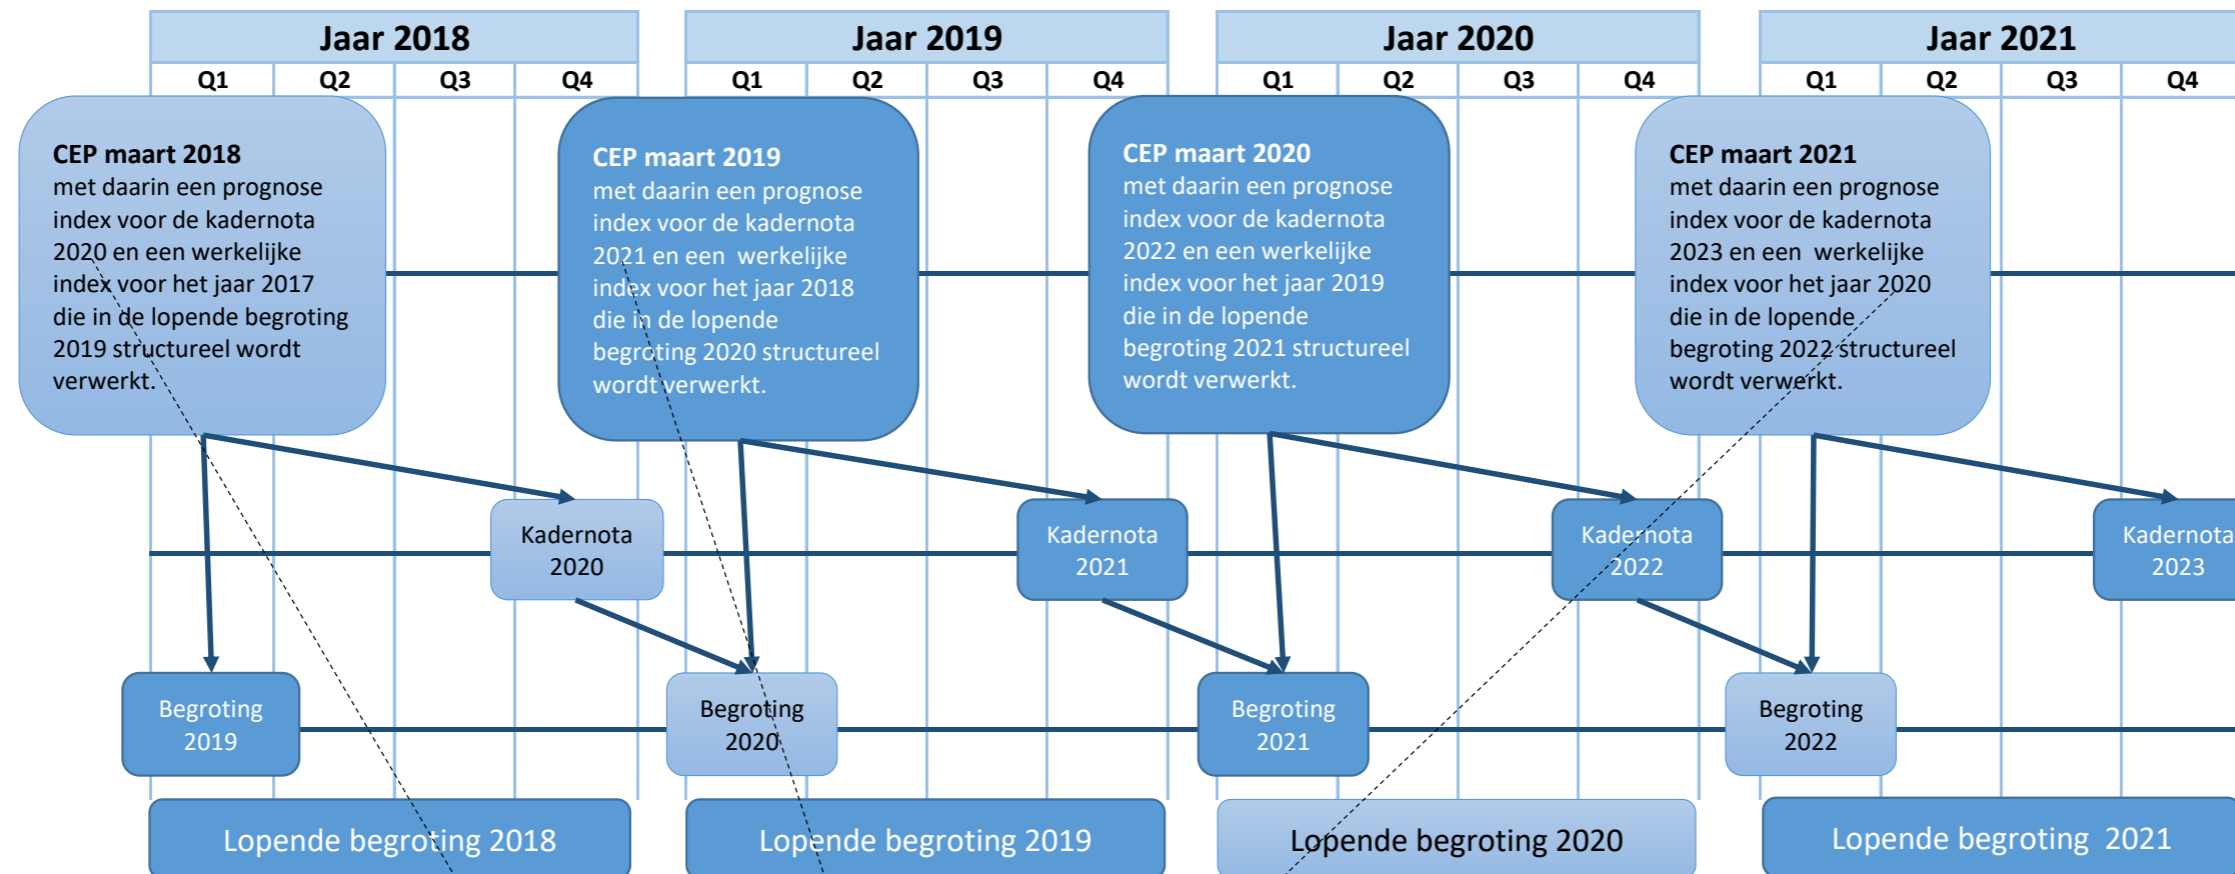 Jaar 2018
Jaar 2019
Jaar 2020
Jaar 2021
Q1 Q2 Q3 Q4
Q1 Q2 Q3 Q4
Q1 Q2 Q3 Q4
Q1 Q2 Q3 Q4
CEP maart 2018
met daarin een prognose
index voor de kadernota
2020 en een werkelijke
index voor het jaar 2017
die in de lopende begroting
2019 structureel wordt
verwerkt.
CEP maart 2019
met daarin een prognose
index voor de kadernota
2021 en een werkelijke
index voor het jaar 2018
die in de lopende
begroting 2020 structureel
wordt verwerkt.
CEP maart 2020
met daarin een prognose
index voor de kadernota
2022 en een werkelijke
index voor het jaar 2019
die in de lopende
begroting 2021 structureel
wordt verwerkt.
CEP maart 2021
met daarin een prognose
index voor de kadernota
2023 en een werkelijke
index voor het jaar 2020
die in de lopende
begroting 2022 structureel
wordt verwerkt.
Kadernota
2020
Kadernota
2021
Kadernota
2022
Kadernota
2023
Begroting
2019
Begroting
2020
Begroting
2021
Begroting
2022
Lopende begroting 2018
Lopende begroting 2019
Lopende begroting 2020
Lopende begroting 2021